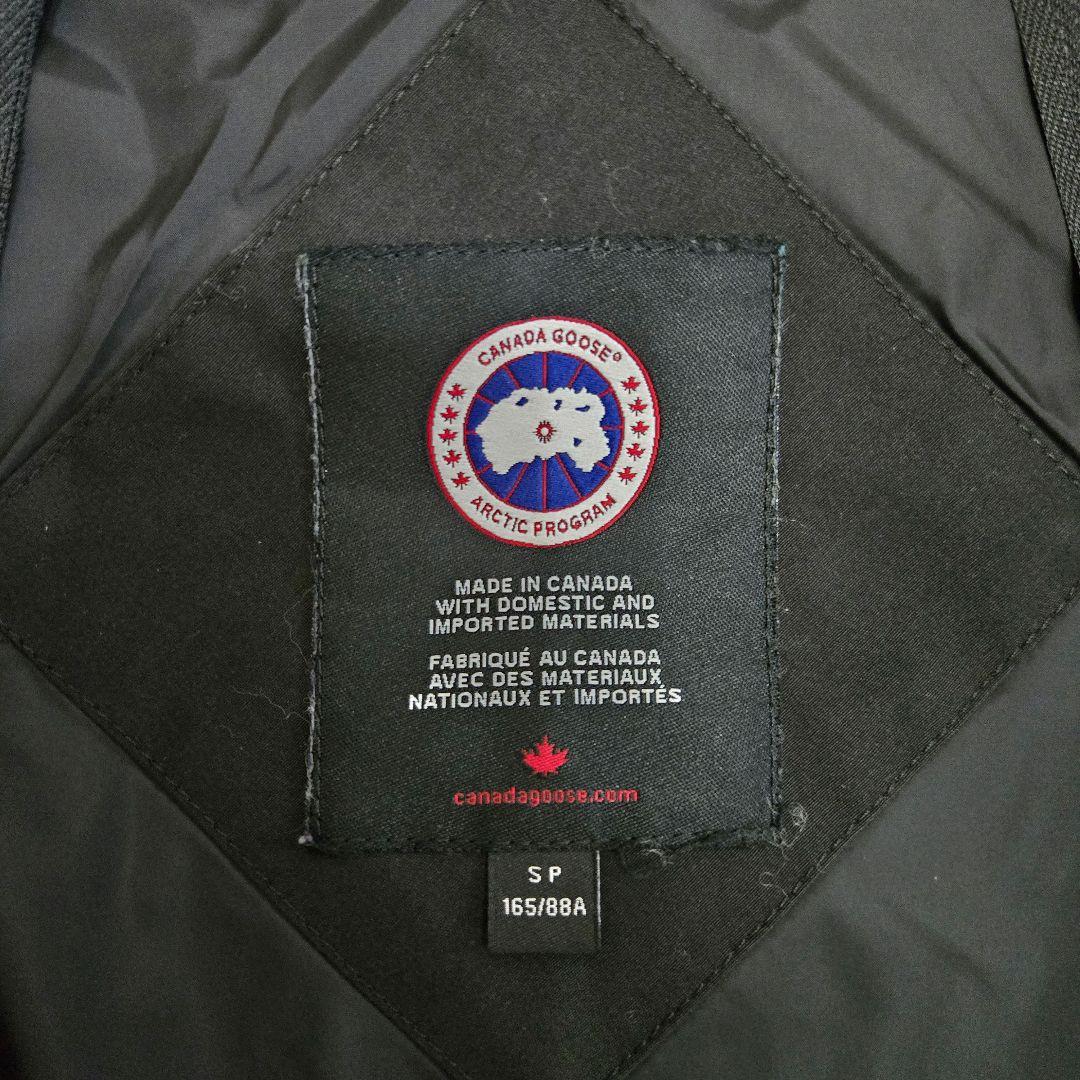 CANADA GOOSE®
ARCTIC PROGRAM
MADE IN CANADA
WITH DOMESTIC AND
IMPORTED MATERIALS
FABRIQUÉ AU CANADA
AVEC DES MATERIAUX
NATIONAUX ET IMPORTÉS
canadagoose.com
S P
165/88A